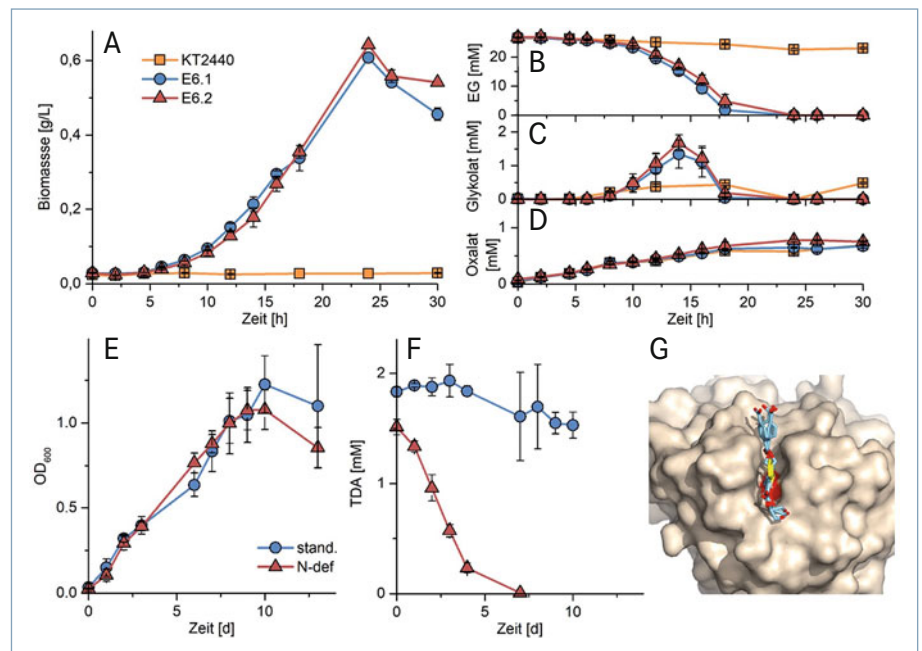 A
KT2440
E6.1
E6.2
Biomassse [g/L]
0,6
0,4
0,2
0,0
0 5 10 15 20 25 30
Zeit [h]
B
EG [mM]
20
10
0
C
Glykolat [mM]
2
1
0
D
Oxalat [mM]
1
0
0 5 10 15 20 25 30
Zeit [h]
E
OD600
1.0
0.5
0.0
stand.
N-def
0 5 10
Zeit [d]
F
TDA [mM]
2
1
0
0 5 10
Zeit [d]
G